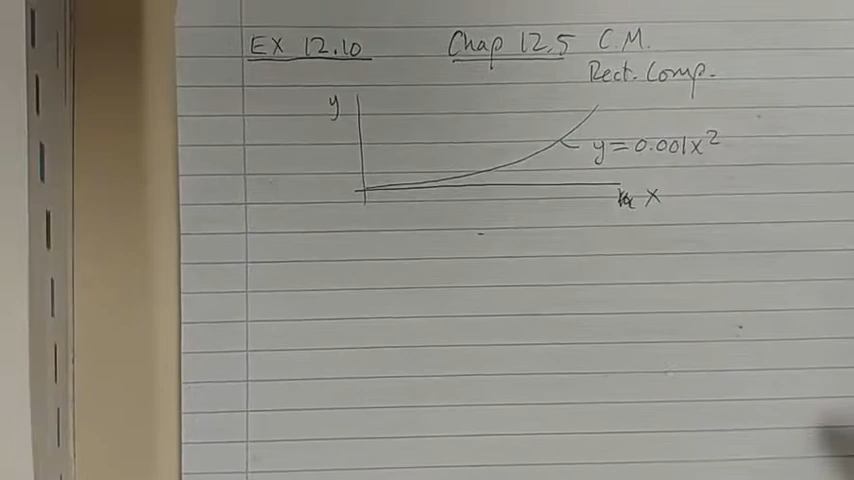 Ex 12.10 Chap 12.5 C.M.
Rect. Comp.
y
y = 0.001x²
x